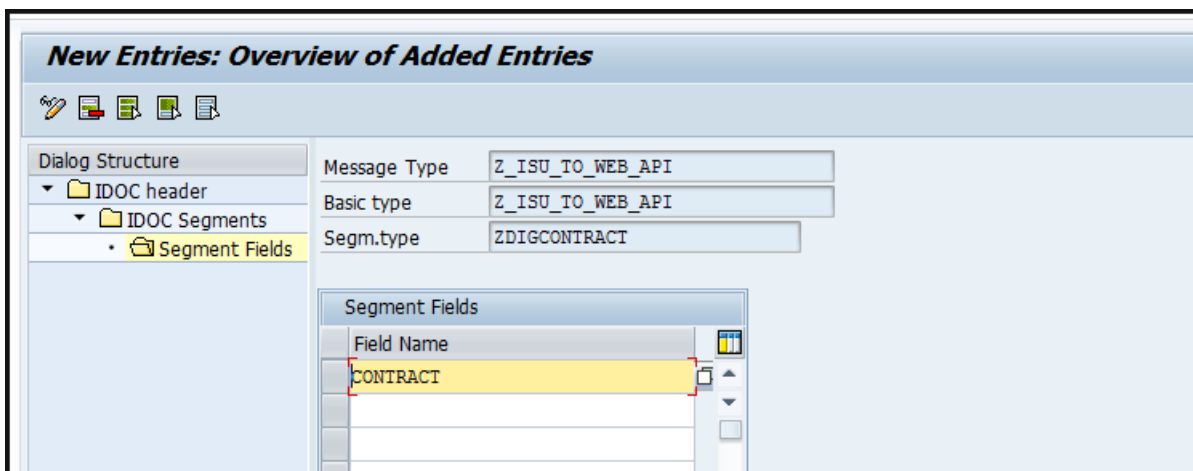 New Entries: Overview of Added Entries
Dialog Structure
IDOC header
IDOC Segments
Segment Fields
Message Type Z_ISU_TO_WEB_API
Basic type Z_ISU_TO_WEB_API
Segm.type ZDIGCONTRACT
Segment Fields
Field Name
CONTRACT